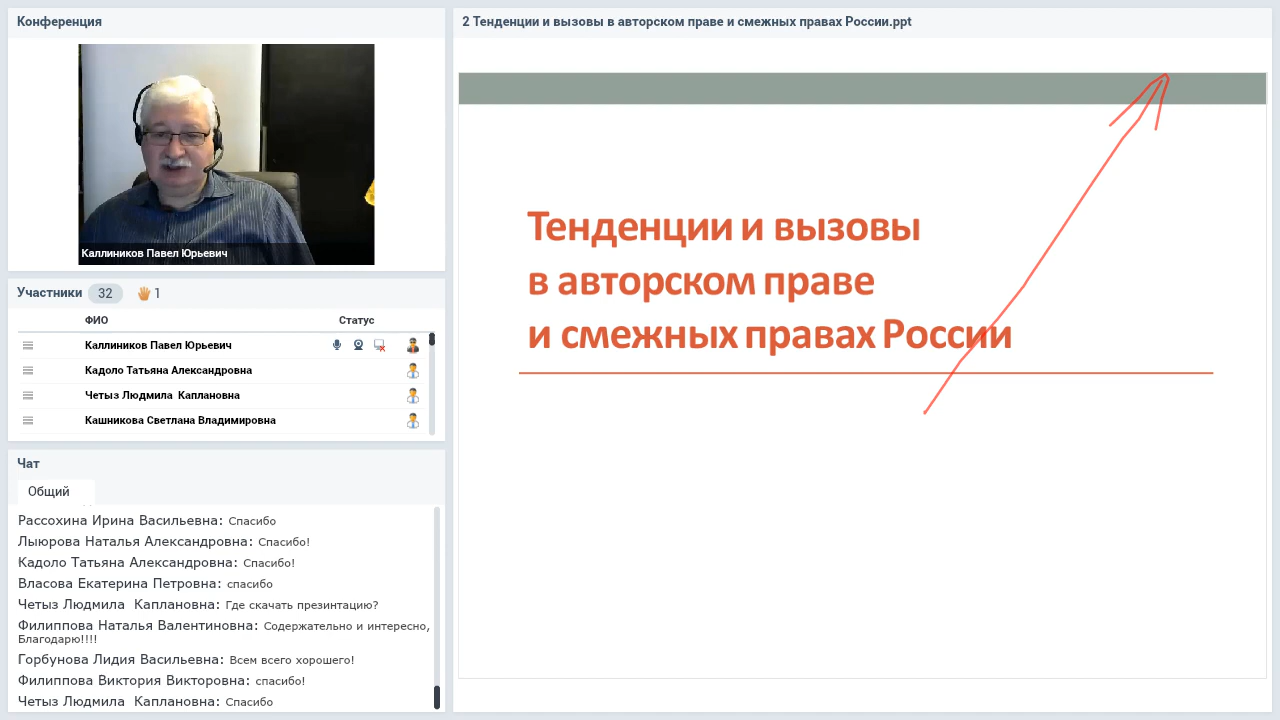 Конференция
Каллиников Павел Юрьевич
Участники 32 1
ФИО Статус
Каллиников Павел Юрьевич
Кадоло Татьяна Александровна
Четыз Людмила Каплановна
Кашникова Светлана Владимировна
Чат
Общий
Рассохина Ирина Васильевна: Спасибо
Лыюрова Наталья Александровна: Спасибо!
Кадоло Татьяна Александровна: Спасибо!
Власова Екатерина Петровна: спасибо
Четыз Людмила Каплановна: Где скачать презинтацию?
Филиппова Наталья Валентиновна: Содержательно и интересно,
Благодарю!!!!
Горбунова Лидия Васильевна: Всем всего хорошего!
Филиппова Виктория Викторовна: спасибо!
Четыз Людмила Каплановна: Спасибо
2 Тенденции и вызовы в авторском праве и смежных правах России.ppt
Тенденции и вызовы
в авторском праве
и смежных правах России